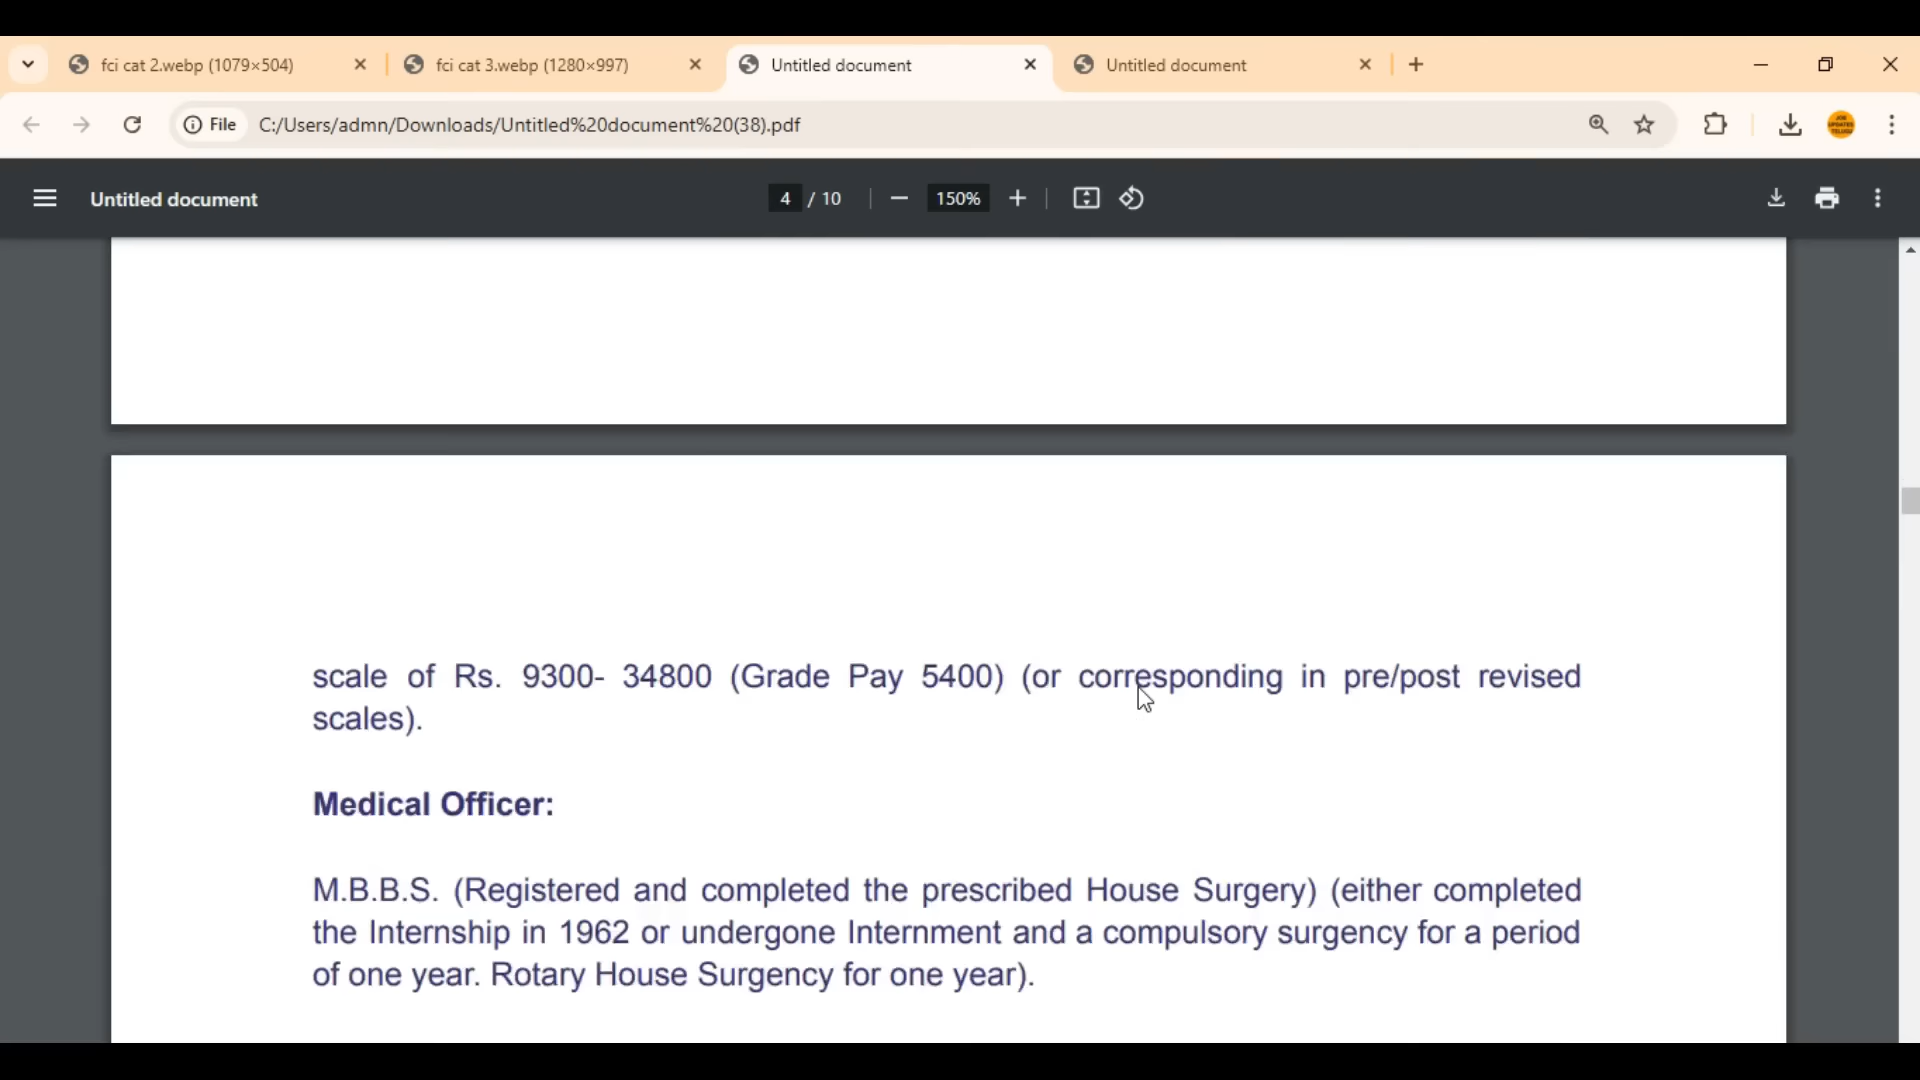 fci cat 2.webp (1079×504)
fci cat 3.webp (1280×997)
Untitled document
Untitled document
File
C:/Users/admn/Downloads/Untitled%20document%20(38).pdf
Untitled document
4 / 10
150%
scale of Rs. 9300- 34800 (Grade Pay 5400) (or corresponding in pre/post revised
scales).
Medical Officer:
M.B.B.S. (Registered and completed the prescribed House Surgery) (either completed
the Internship in 1962 or undergone Internment and a compulsory surgency for a period
of one year. Rotary House Surgency for one year).